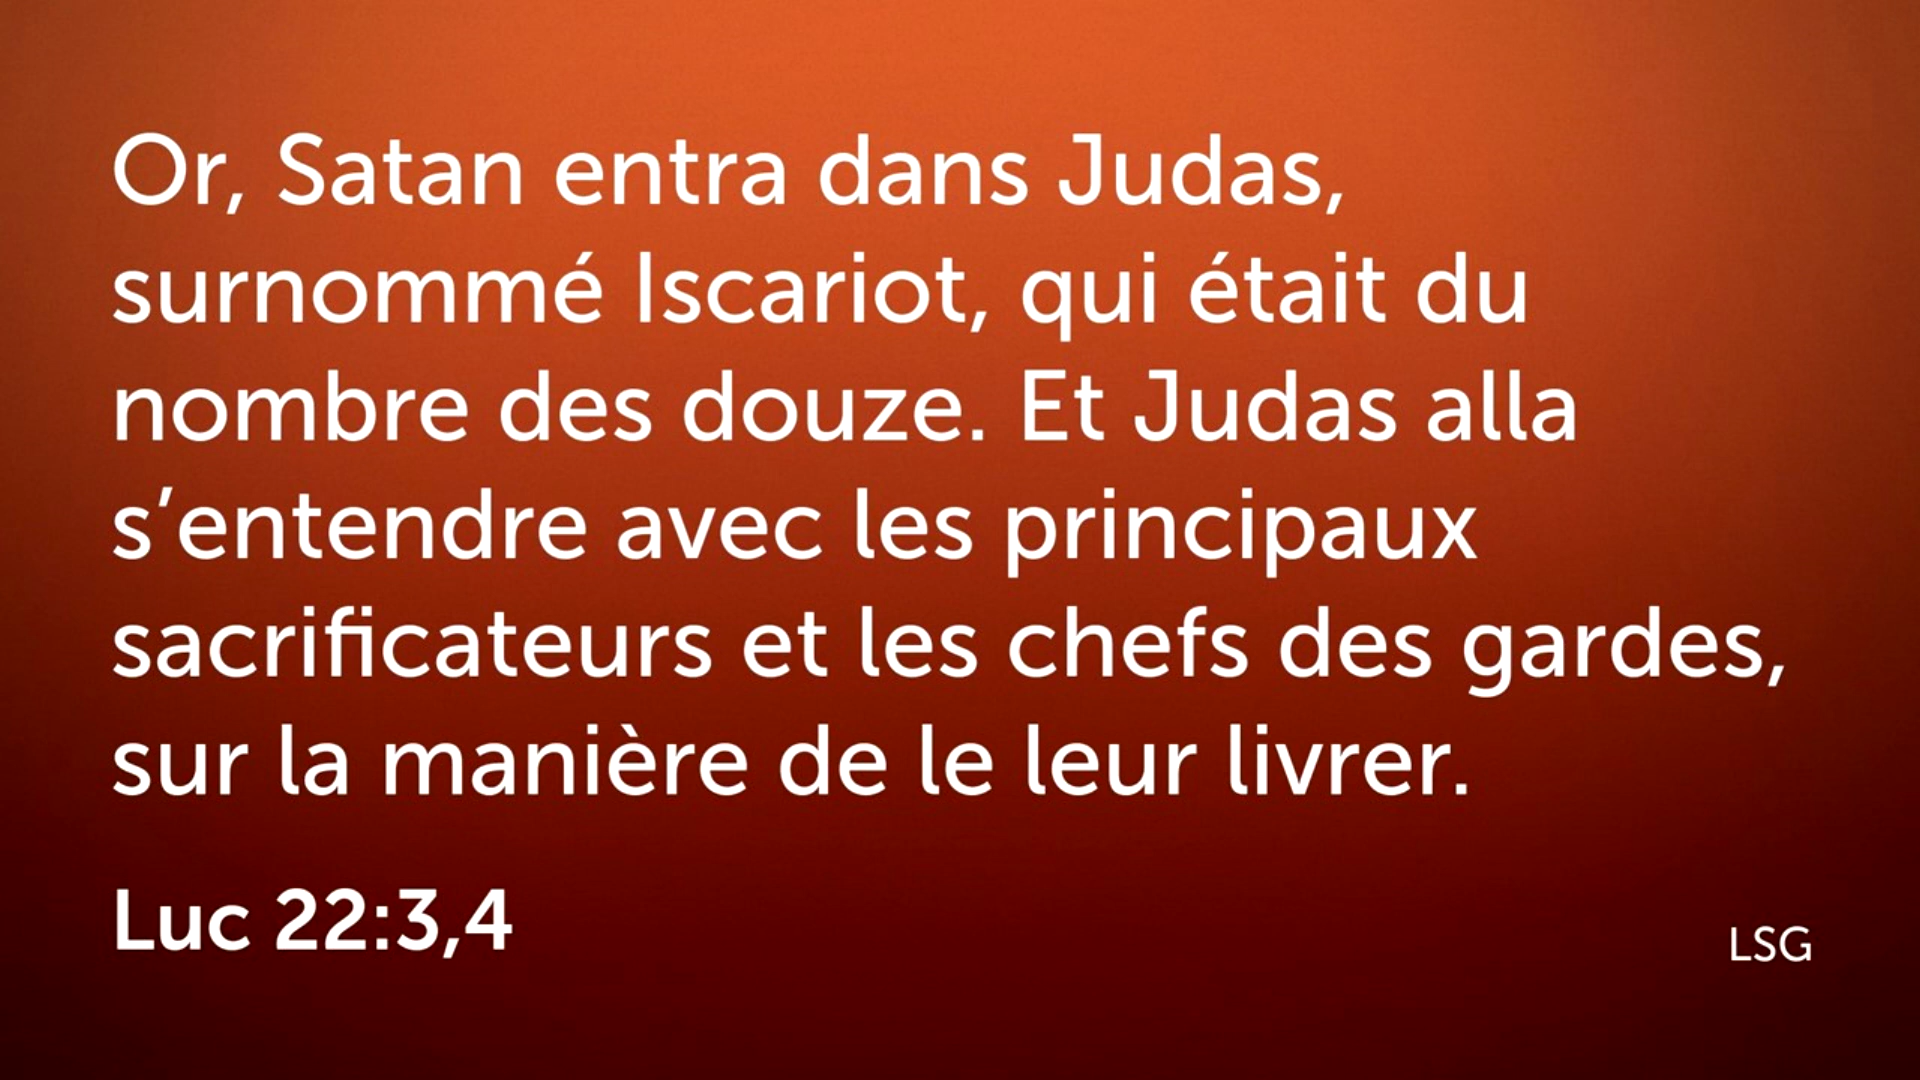 Or, Satan entra dans Judas,
surnommé Iscariot, qui était du
nombre des douze. Et Judas alla
s’entendre avec les principaux
sacrificateurs et les chefs des gardes,
sur la manière de le leur livrer.
Luc 22:3,4
LSG